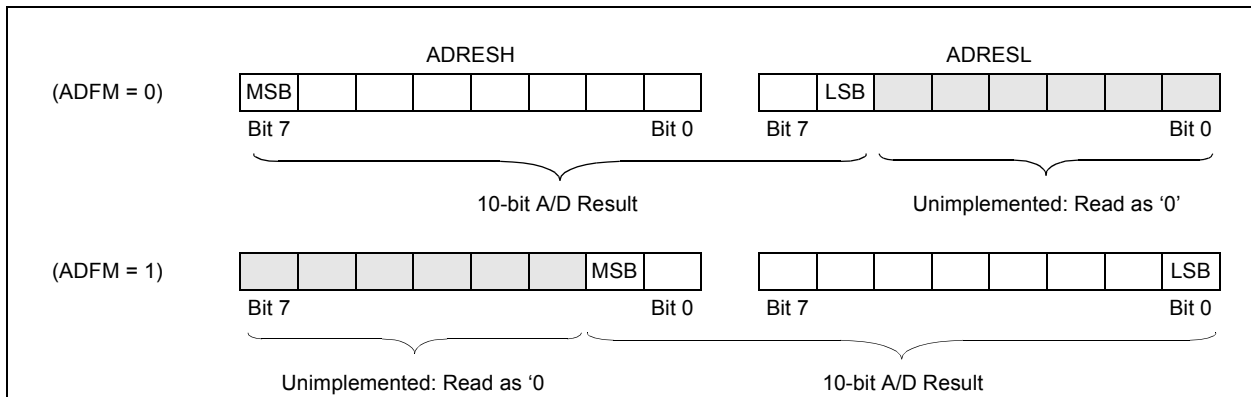 ADRESH ADRESL
(ADFM = 0) MSB LSB
Bit 7 Bit 0 Bit 7 Bit 0
10-bit A/D Result Unimplemented: Read as ‘0’
(ADFM = 1) MSB LSB
Bit 7 Bit 0 Bit 7 Bit 0
Unimplemented: Read as ‘0 10-bit A/D Result